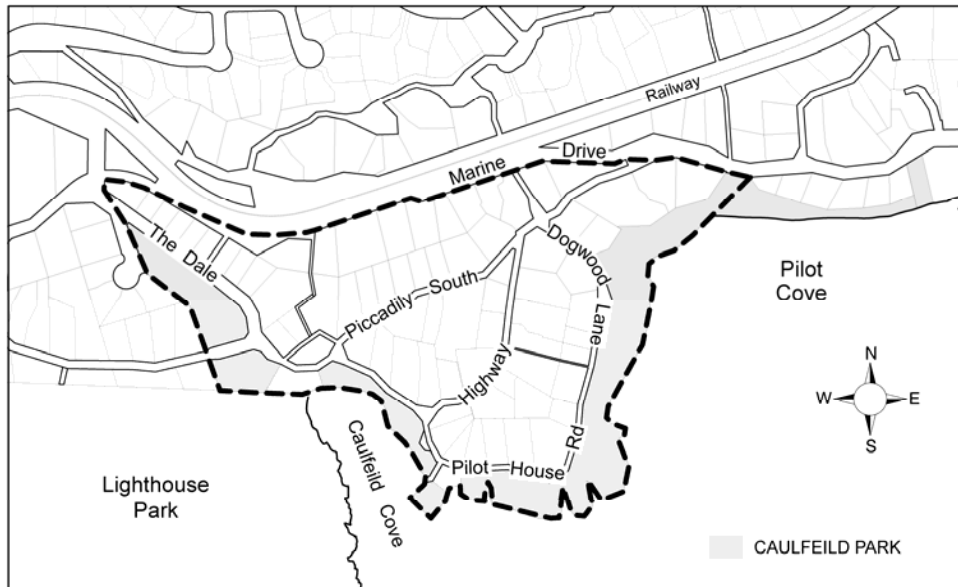 Railway
Marine Drive
The Dale
Dogwood Lane
Piccadily South
Pilot
Cove
Highway
N
W E
S
Caulfeild Cove
Pilot House Rd
Lighthouse
Park
CAULFEILD PARK